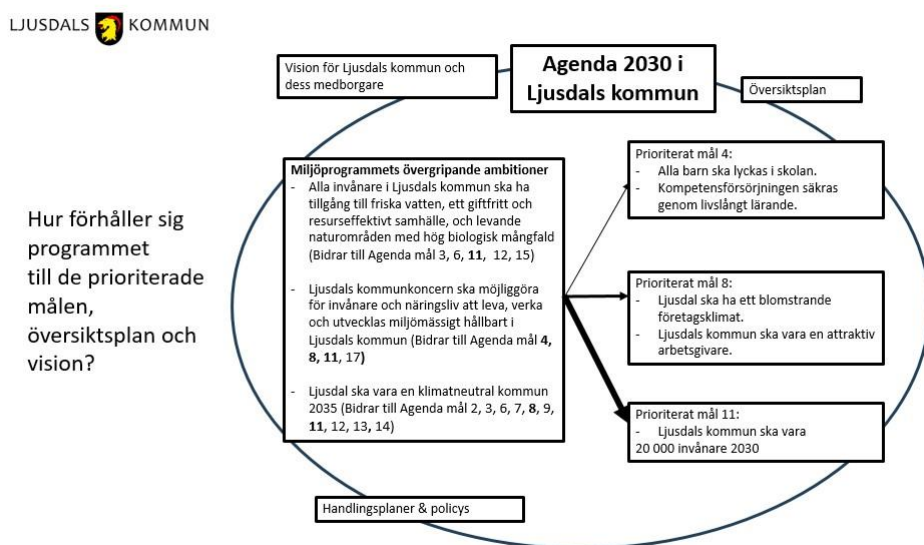 LJUSDALS KOMMUN
Vision för Ljusdals kommun och
dess medborgare
Agenda 2030 i
Ljusdals kommun
Översiktsplan
Hur förhåller sig
programmet
till de prioriterade
målen,
översiktsplan och
vision?
Miljöprogrammets övergripande ambitioner
- Alla invånare i Ljusdals kommun ska ha
tillgång till friska vatten, ett giftfritt och
resurseffektivt samhälle, och levande
naturområden med hög biologisk mångfald
(Bidrar till Agenda mål 3, 6, 11, 12, 15)
- Ljusdals kommunkoncern ska möjliggöra
för invånare och näringsliv att leva, verka
och utvecklas miljömässigt hållbart i
Ljusdals kommun (Bidrar till Agenda mål 4,
8, 11, 17)
- Ljusdal ska vara en klimatneutral kommun
2035 (Bidrar till Agenda mål 2, 3, 6, 7, 8, 9,
11, 12, 13, 14)
Prioriterat mål 4:
- Alla barn ska lyckas i skolan.
- Kompetensförsörjningen säkras
genom livslångt lärande.
Prioriterat mål 8:
- Ljusdal ska ha ett blomstrande
företagsklimat.
- Ljusdals kommun ska vara en attraktiv
arbetsgivare.
Prioriterat mål 11:
- Ljusdals kommun ska vara
20 000 invånare 2030
Handlingsplaner & policys